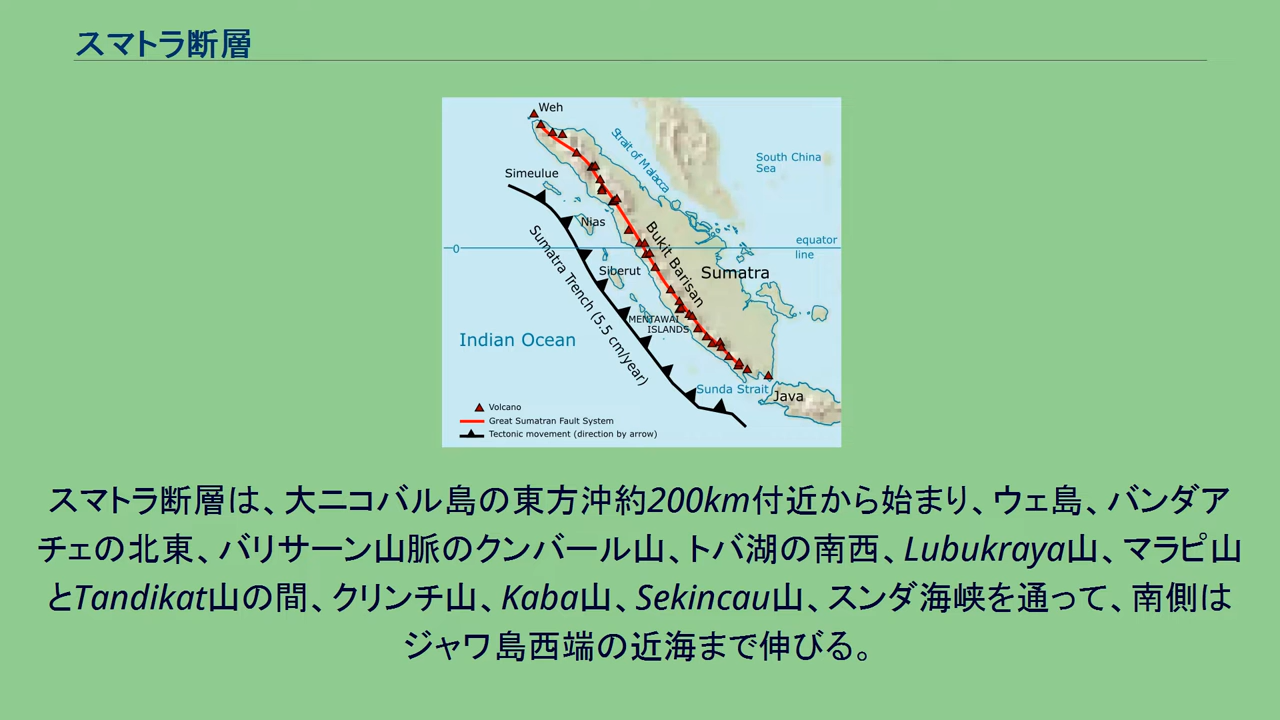 スマトラ断層
Weh
Strait of Malacca
South China
Sea
Simeulue
Nias
Bukit Barisan
equator
0
line
Sumatra Trench (5.5 cm/year)
Siberut
Sumatra
MENTAWAI
ISLANDS
Indian Ocean
Sunda Strait
Java
Volcano
Great Sumatran Fault System
Tectonic movement (direction by arrow)
スマトラ断層は、大ニコバル島の東方沖約200km付近から始まり、ウェ島、バンダア
チェの北東、バリサーン山脈のクンバール山、トバ湖の南西、Lubukraya山、マラピ山
とTandikat山の間、クリンチ山、Kaba山、Sekincau山、スンダ海峡を通って、南側は
ジャワ島西端の近海まで伸びる。